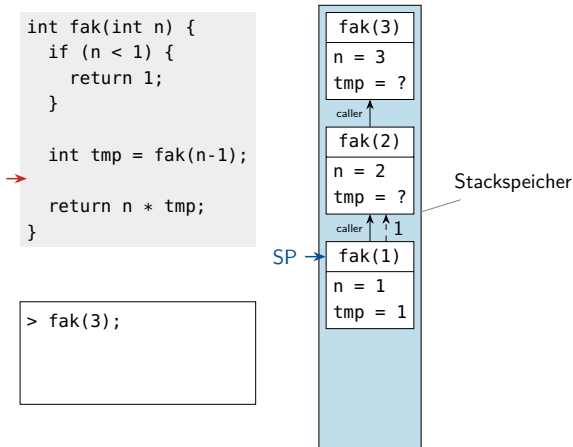 int fak(int n) {
  if (n < 1) {
    return 1;
  }
  int tmp = fak(n-1);
  return n * tmp;
}
> fak(3);
fak(3)
n = 3
tmp = ?
caller
fak(2)
n = 2
tmp = ?
caller
1
SP
fak(1)
n = 1
tmp = 1
Stackspeicher